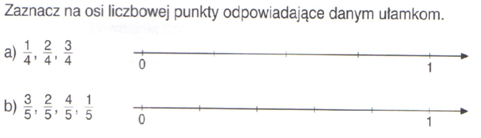 Zaznacz na osi liczbowej punkty odpowiadające danym ułamkom.
a) 1/4, 2/4, 3/4
0 1
b) 3/5, 2/5, 4/5, 1/5
0 1